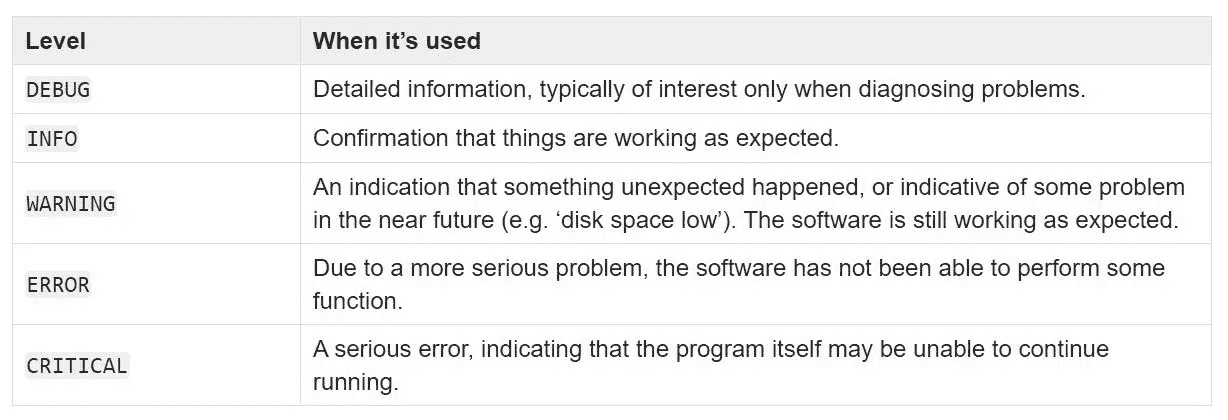 Level When it’s used
DEBUG Detailed information, typically of interest only when diagnosing problems.
INFO Confirmation that things are working as expected.
WARNING An indication that something unexpected happened, or indicative of some problem
in the near future (e.g. ‘disk space low’). The software is still working as expected.
ERROR Due to a more serious problem, the software has not been able to perform some
function.
CRITICAL A serious error, indicating that the program itself may be unable to continue
running.